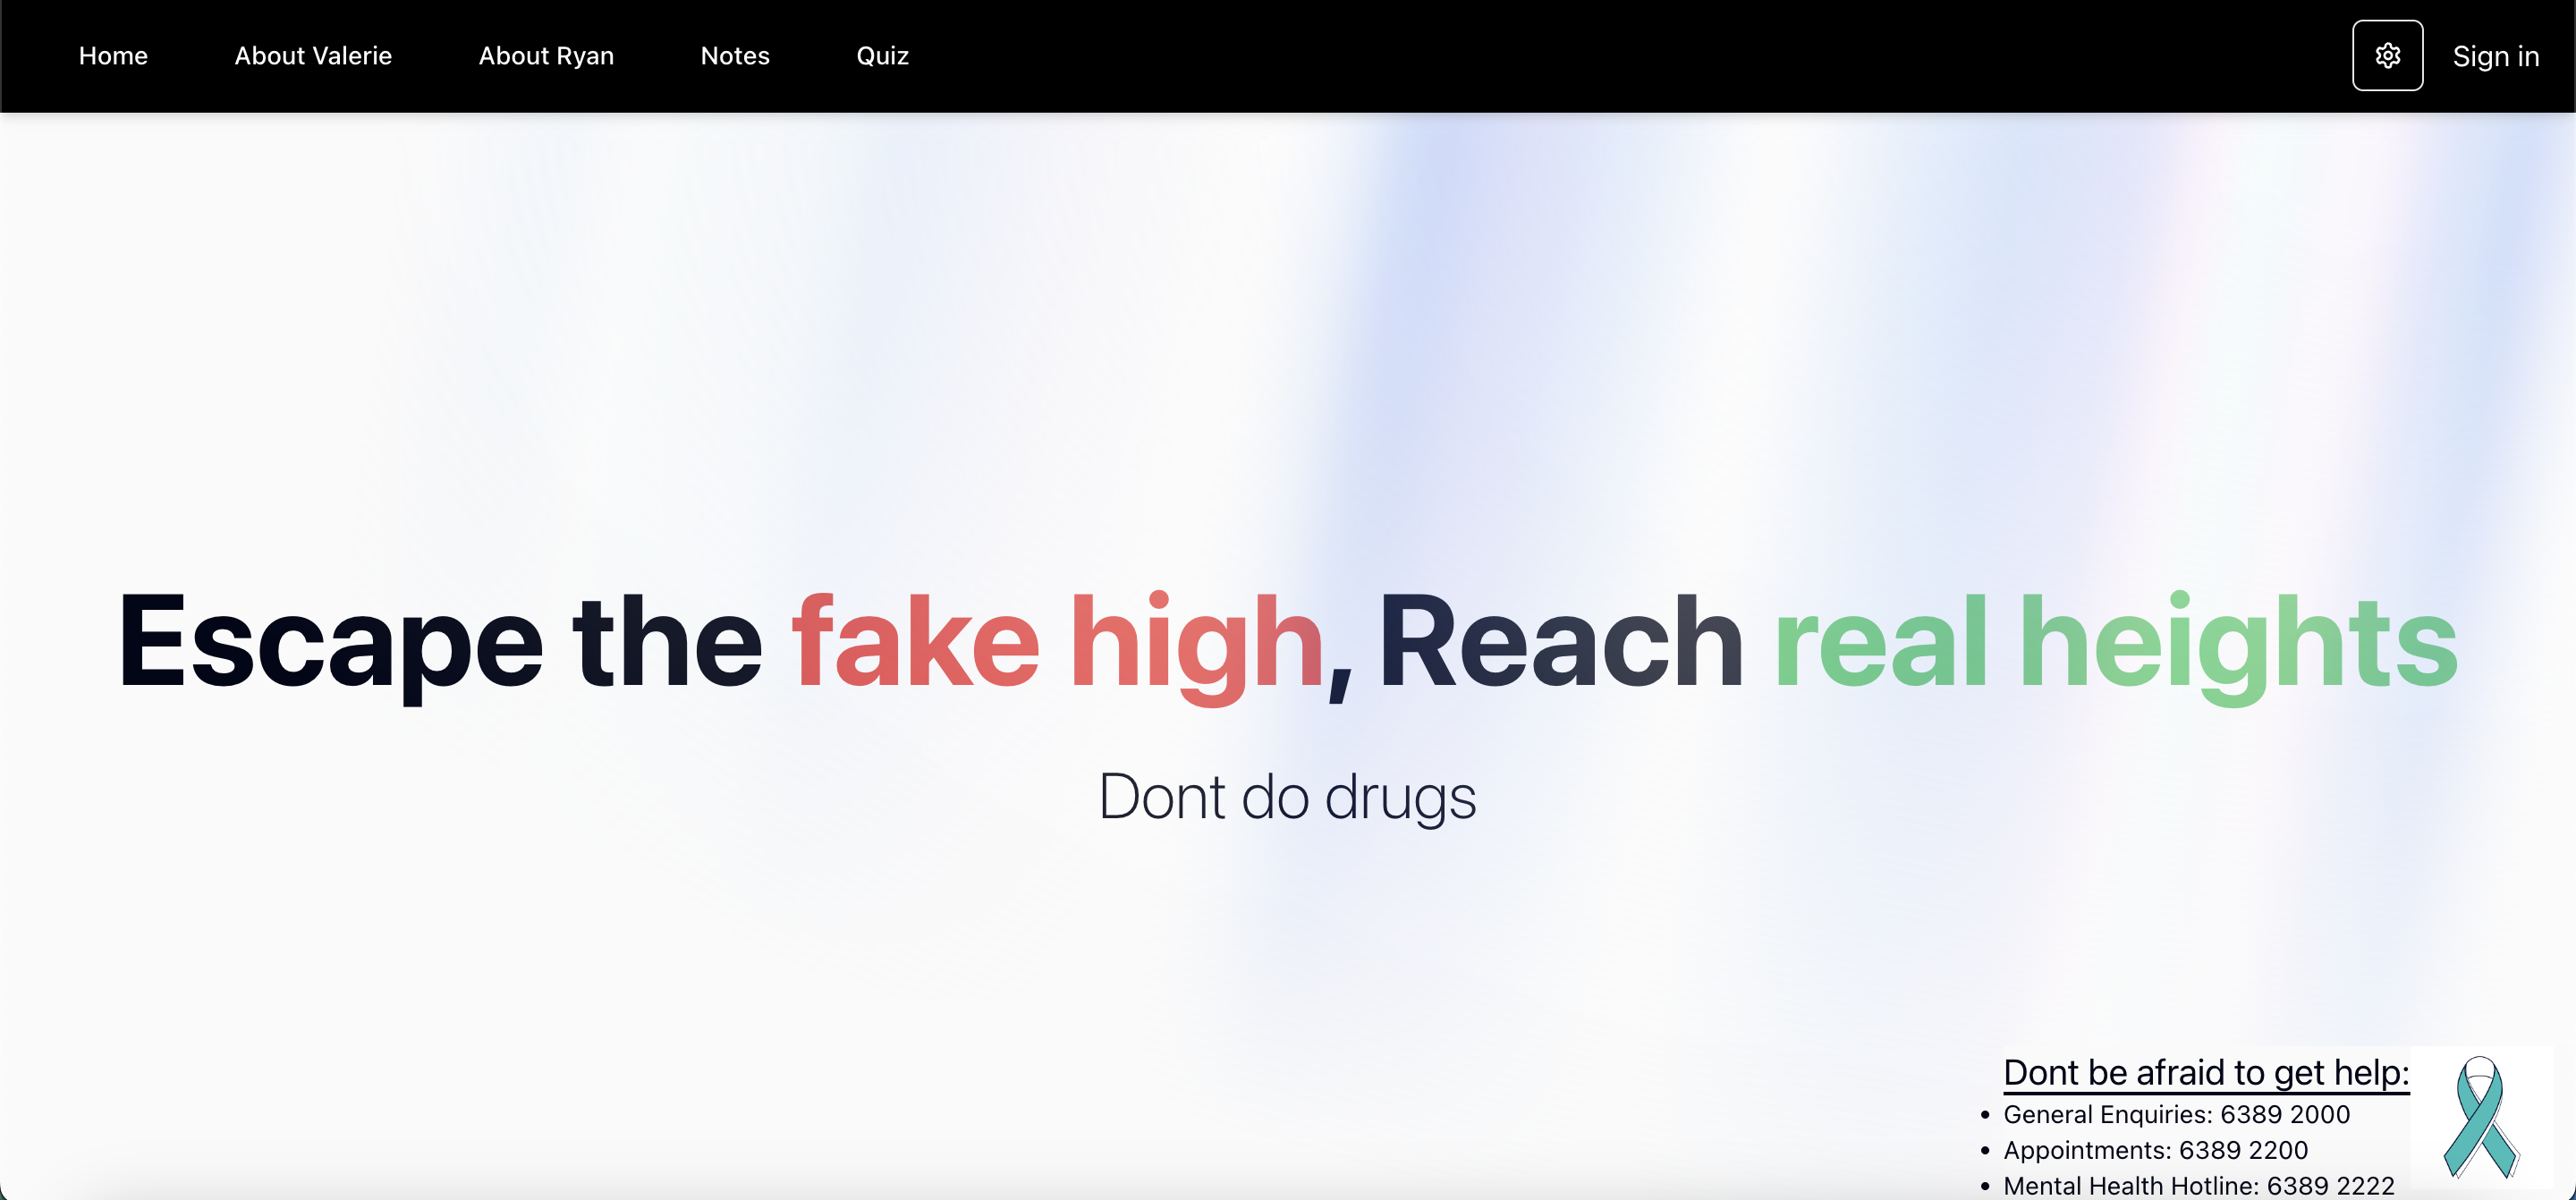 Home About Valerie About Ryan Notes Quiz Sign in
Escape the fake high, Reach real heights
Dont do drugs
Dont be afraid to get help:
• General Enquiries: 6389 2000
• Appointments: 6389 2200
• Mental Health Hotline: 6389 2222